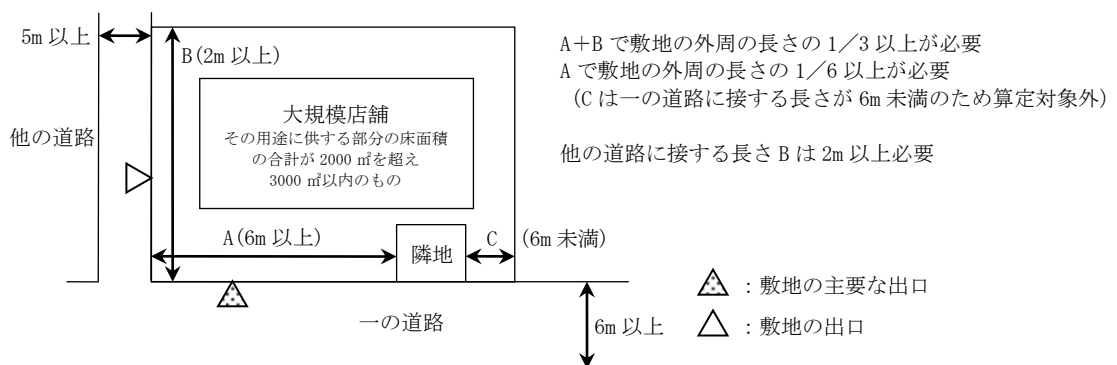 5m 以上
B(2m 以上)
A＋B で敷地の外周の長さの 1／3 以上が必要
A で敷地の外周の長さの 1／6 以上が必要
（C は一の道路に接する長さが 6m 未満のため算定対象外）
大規模店舗
その用途に供する部分の床面積
の合計が 2000 ㎡を超え
3000 ㎡以内のもの
他の道路
他の道路に接する長さ B は 2m 以上必要
A(6m 以上)
隣地
C
(6m 未満)
：敷地の主要な出口
一の道路
6m 以上
：敷地の出口